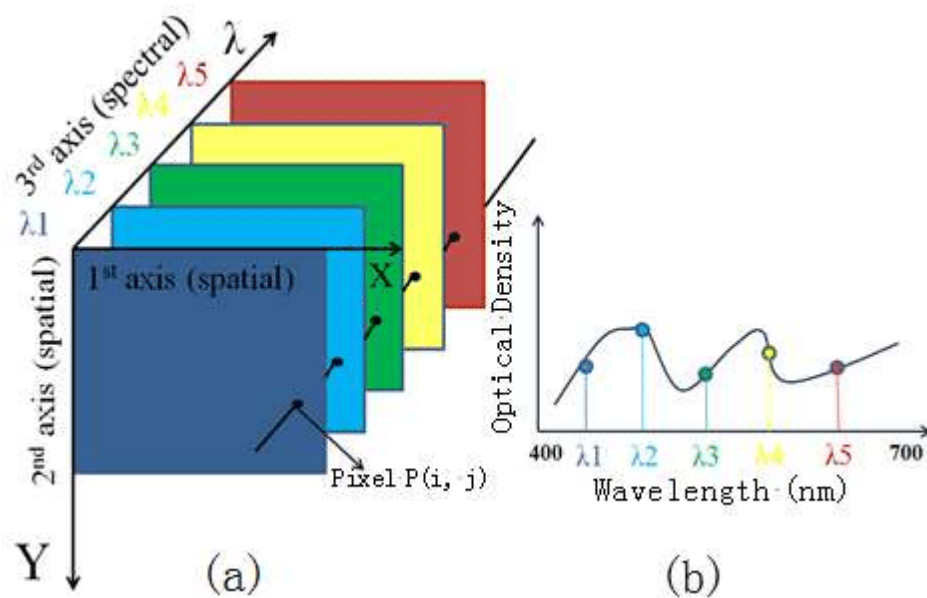 λ
3rd axis (spectral)
λ5
λ4
λ3
λ2
λ1
1st axis (spatial)
X
2nd axis (spatial)
Pixel P(i, j)
Y
(a)
Optical Density
400
λ1
λ2
λ3
λ4
λ5
700
Wavelength (nm)
(b)